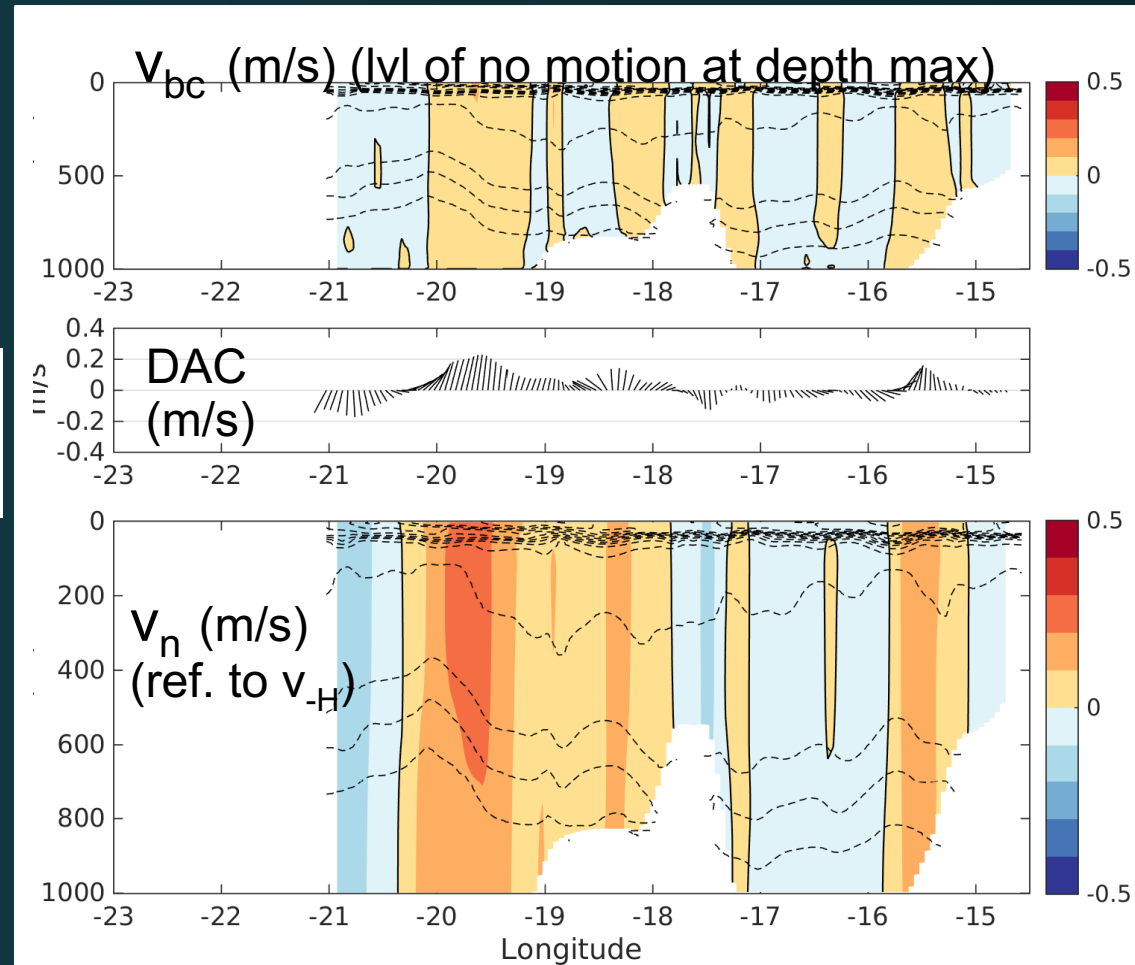 v_bc (m/s) (lvl of no motion at depth max)
0
500
1000
-23 -22 -21 -20 -19 -18 -17 -16 -15
0.5
0
-0.5
m/s
0.4
0.2
0
-0.2
-0.4
DAC
(m/s)
-23 -22 -21 -20 -19 -18 -17 -16 -15
0
200
400
600
800
1000
v_n (m/s)
(ref. to v_-H)
-23 -22 -21 -20 -19 -18 -17 -16 -15
Longitude
0.5
0
-0.5